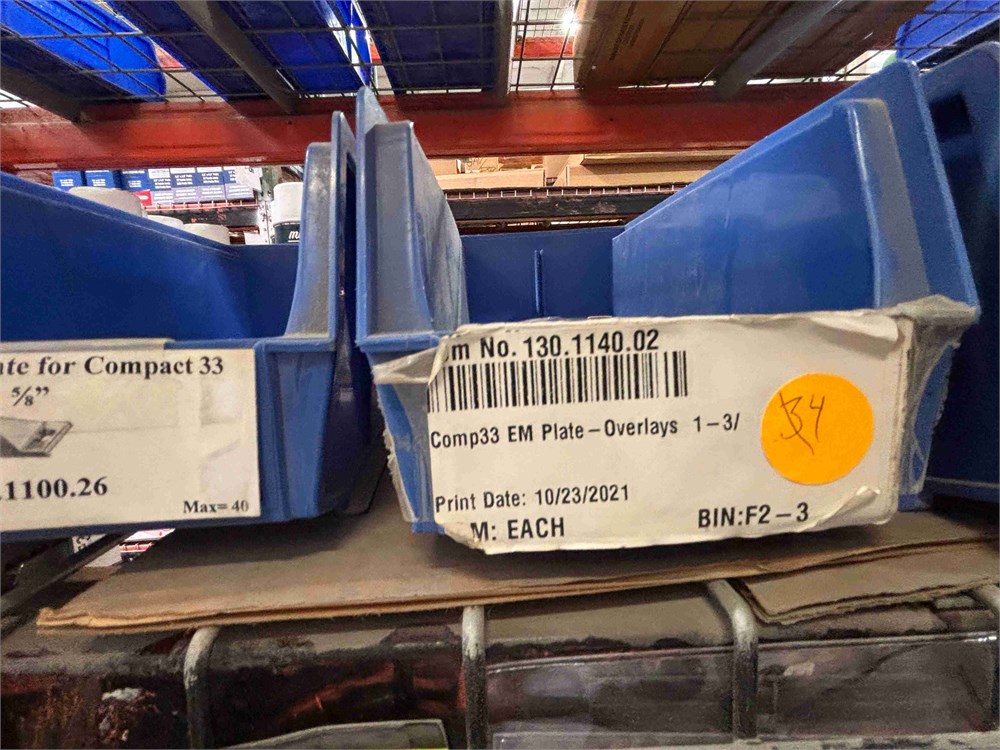 te for Compact 33
5/8”
.1100.26
Max= 40
m No. 130.1140.02
Comp33 EM Plate–Overlays 1–3/
34
Print Date: 10/23/2021
M: EACH
BIN:F2–3